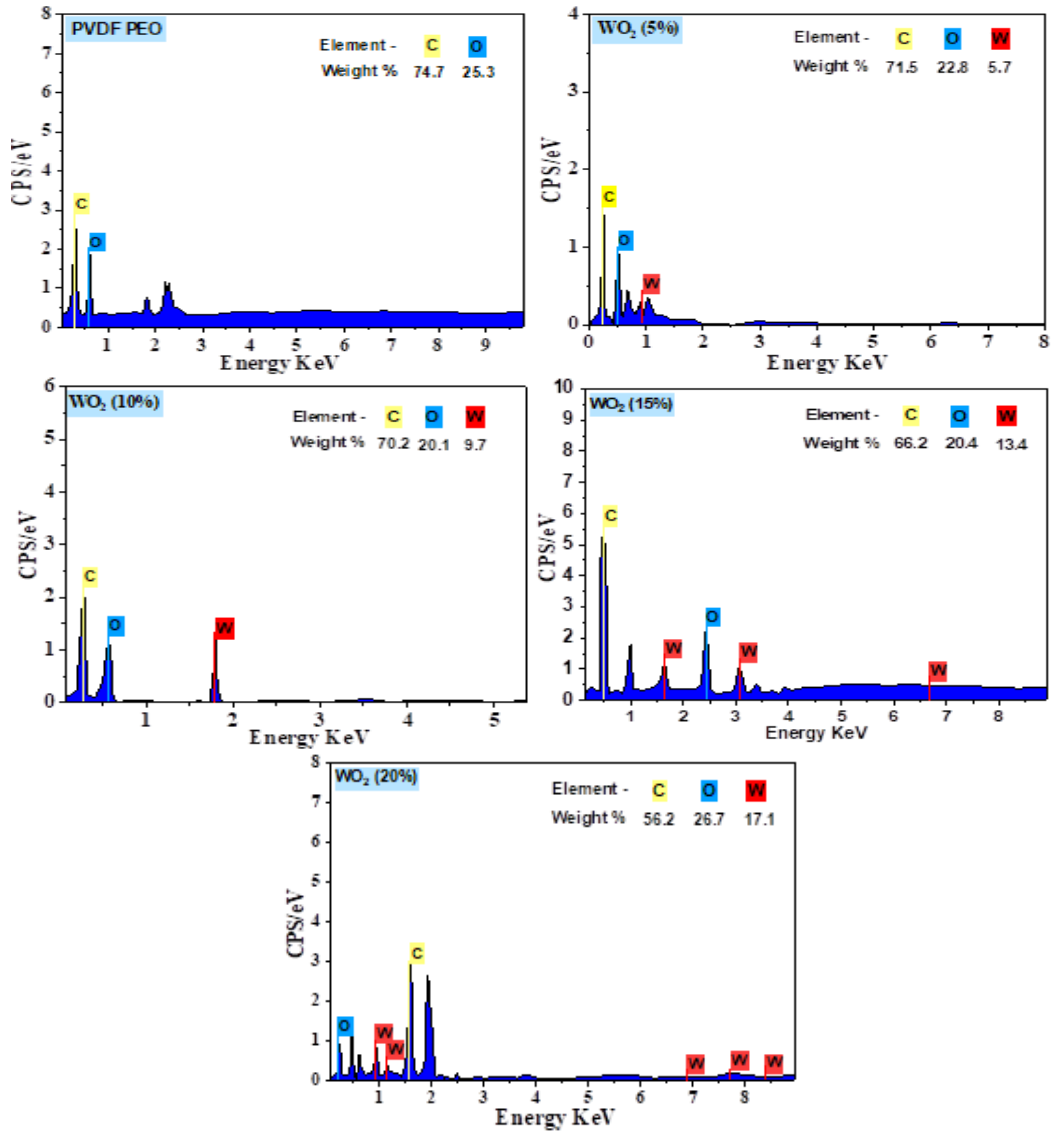 PVDF PEO
Element - C O
Weight % 74.7 25.3
8
7
6
5
4
3
2
1
0
CPS/eV
C
O
0 1 2 3 4 5 6 7 8 9
Energy KeV
WO₂ (5%)
Element - C O W
Weight % 71.5 22.8 5.7
4
3
2
1
0
CPS/eV
C
O
W
0 1 2 3 4 5 6 7 8
Energy KeV
WO₂ (10%)
Element - C O W
Weight % 70.2 20.1 9.7
6
5
4
3
2
1
0
CPS/eV
C
O
W
1 2 3 4 5
Energy KeV
WO₂ (15%)
Element - C O W
Weight % 66.2 20.4 13.4
10
9
8
7
6
5
4
3
2
1
0
CPS/eV
C
W
O
W
W
1 2 3 4 5 6 7 8
Energy KeV
WO₂ (20%)
Element - C O W
Weight % 56.2 26.7 17.1
8
7
6
5
4
3
2
1
0
CPS/eV
O
W
W
C
W
W
W
1 2 3 4 5 6 7 8
Energy KeV